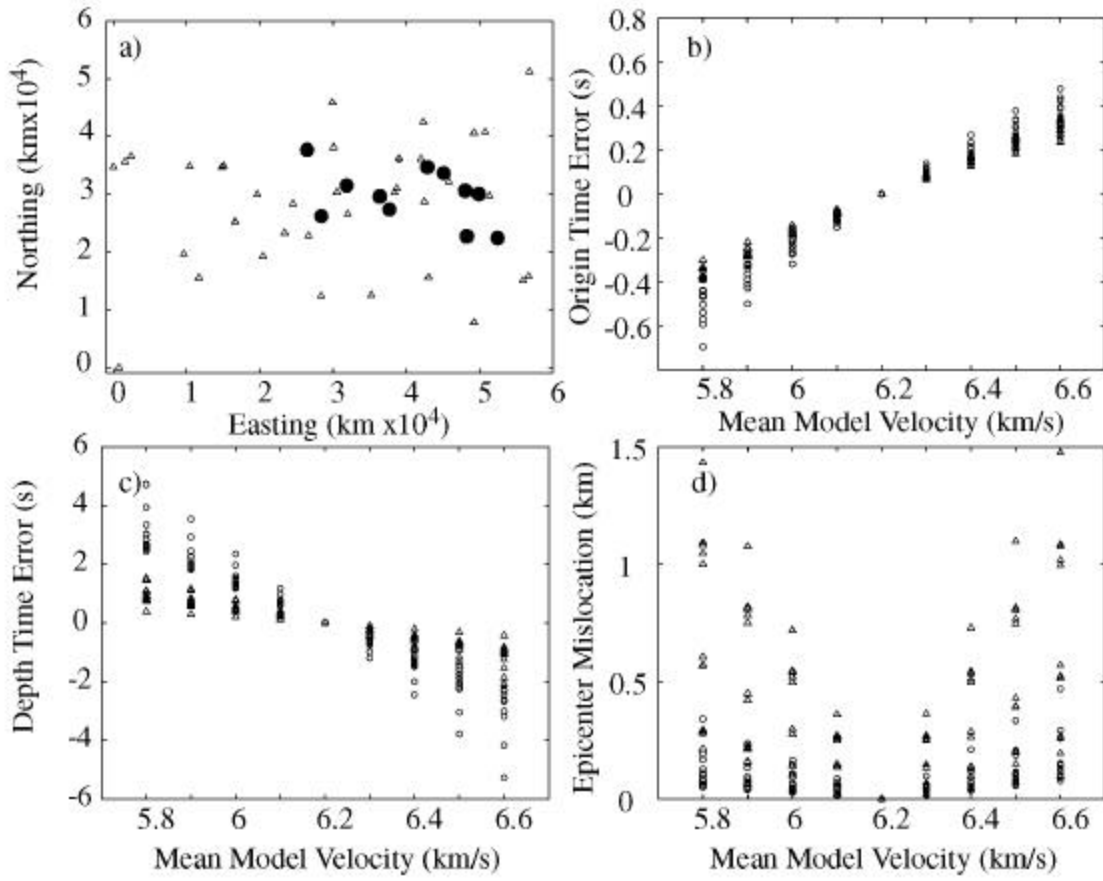 a)
6
5
4
3
2
1
0
Northing (kmx10⁴)
0 1 2 3 4 5 6
Easting (km x10⁴)
b)
0.8
0.6
0.4
0.2
0
-0.2
-0.4
-0.6
Origin Time Error (s)
5.8 6 6.2 6.4 6.6
Mean Model Velocity (km/s)
c)
6
4
2
0
-2
-4
-6
Depth Time Error (s)
5.8 6 6.2 6.4 6.6
Mean Model Velocity (km/s)
d)
1.5
1
0.5
0
Epicenter Mislocation (km)
5.8 6 6.2 6.4 6.6
Mean Model Velocity (km/s)